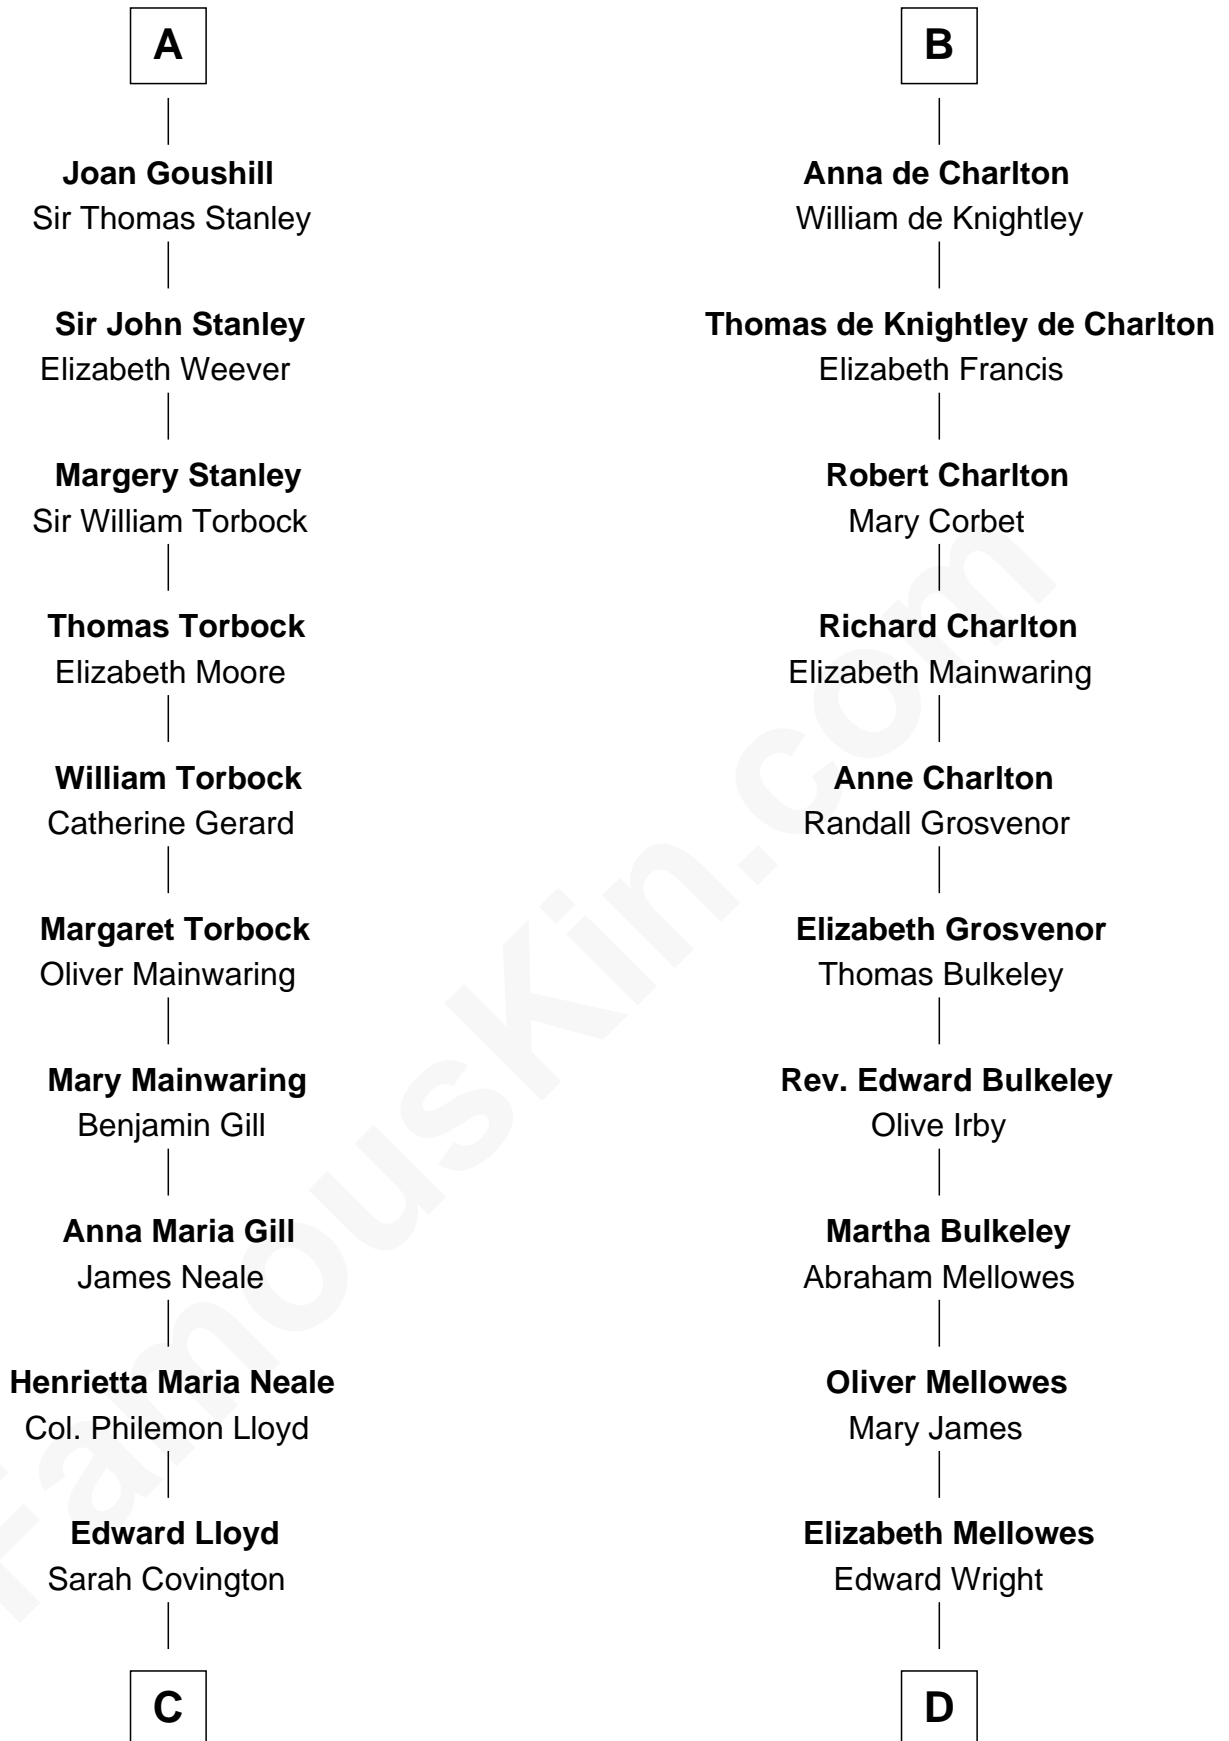 A
Joan Goushill
Sir Thomas Stanley
Sir John Stanley
Elizabeth Weever
Margery Stanley
Sir William Torbock
Thomas Torbock
Elizabeth Moore
William Torbock
Catherine Gerard
Margaret Torbock
Oliver Mainwaring
Mary Mainwaring
Benjamin Gill
Anna Maria Gill
James Neale
Henrietta Maria Neale
Col. Philemon Lloyd
Edward Lloyd
Sarah Covington
C
B
Anna de Charlton
William de Knightley
Thomas de Knightley de Charlton
Elizabeth Francis
Robert Charlton
Mary Corbet
Richard Charlton
Elizabeth Mainwaring
Anne Charlton
Randall Grosvenor
Elizabeth Grosvenor
Thomas Bulkeley
Rev. Edward Bulkeley
Olive Irby
Martha Bulkeley
Abraham Mellowes
Oliver Mellowes
Mary James
Elizabeth Mellowes
Edward Wright
D
FamousKin.com